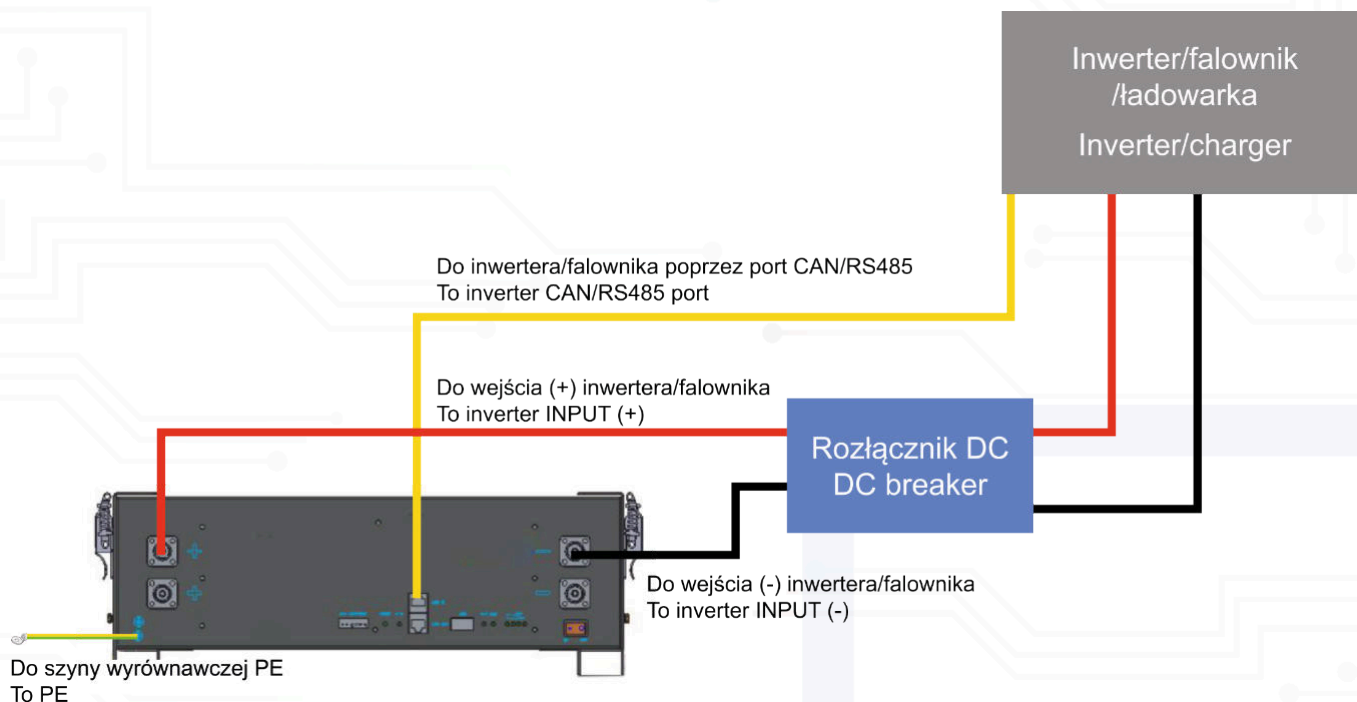 Inwerter/falownik
/ładowarka
Inverter/charger
Do inwertera/falownika poprzez port CAN/RS485
To inverter CAN/RS485 port
Do wejścia (+) inwertera/falownika
To inverter INPUT (+)
Rozłącznik DC
DC breaker
Do wejścia (-) inwertera/falownika
To inverter INPUT (-)
Do szyny wyrównawczej PE
To PE